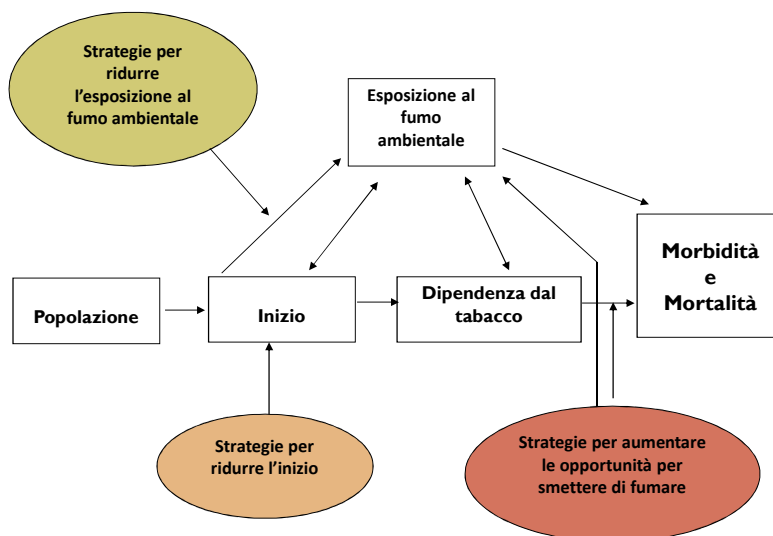 Strategie per
ridurre
l'esposizione al
fumo ambientale
Esposizione al
fumo
ambientale
Popolazione
Inizio
Dipendenza dal
tabacco
Morbidità
e
Mortalità
Strategie per
ridurre l'inizio
Strategie per aumentare
le opportunità per
smettere di fumare